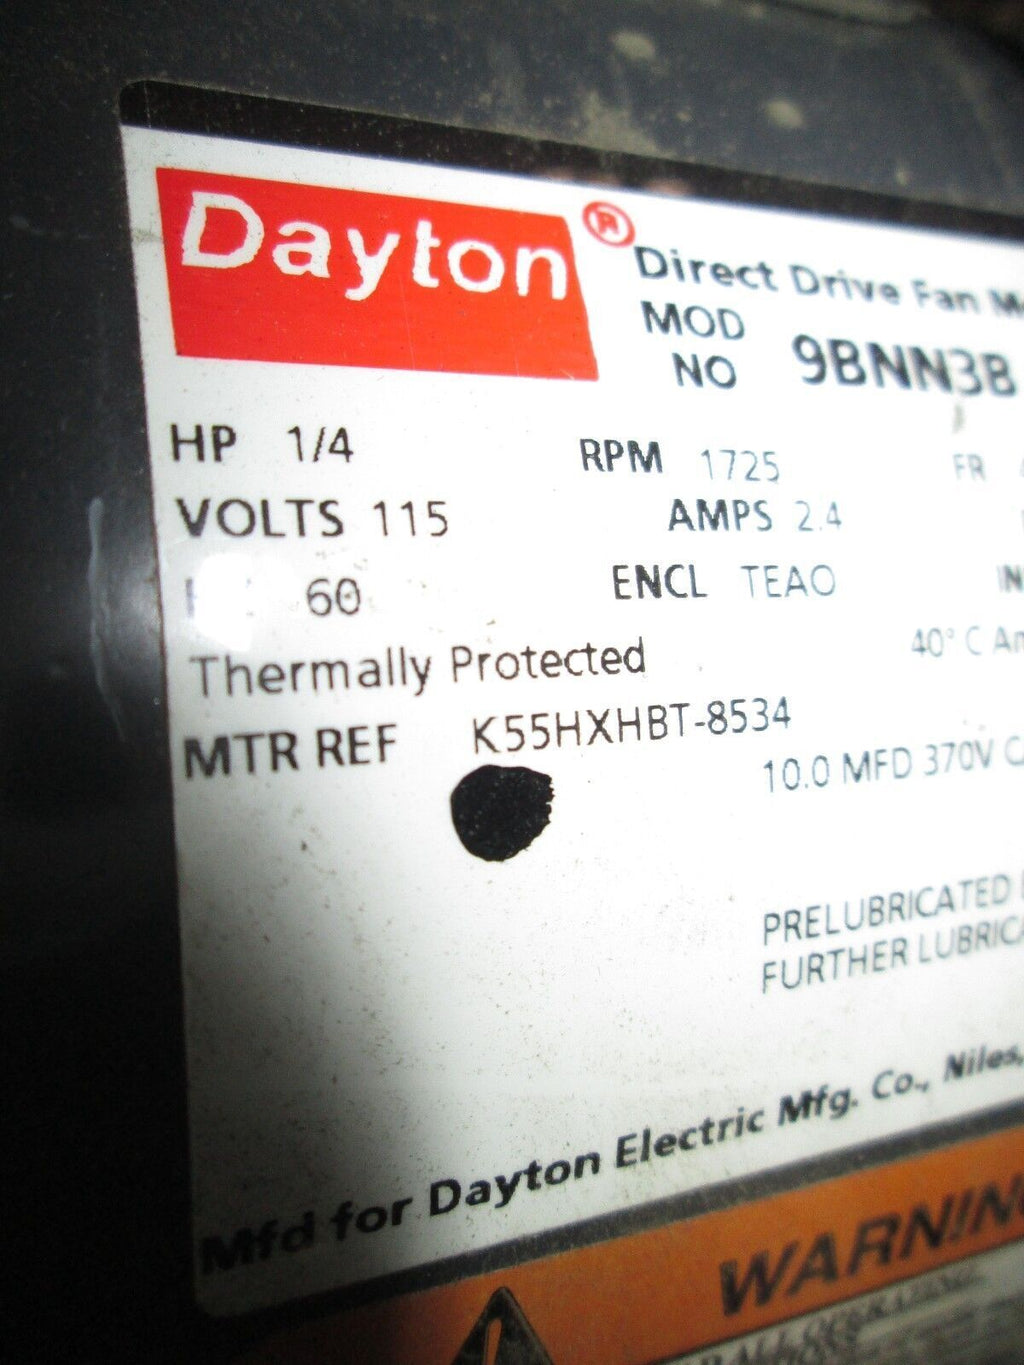 Dayton ®
Direct Drive Fan
MOD
NO 9BNN3B
HP 1/4 RPM 1725 FR
VOLTS 115 AMPS 2.4
60 ENCL TEAO
Thermally Protected 40° C
MTR REF K55HXHBT-8534
10.0 MFD 370V
PRELUBRICATED
FURTHER
Mfd for Dayton Electric Mfg. Co., Niles,
WARNING